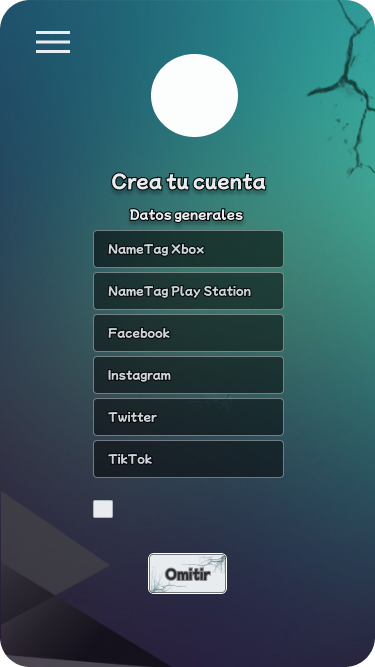 Crea tu cuenta
Datos generales
NameTag Xbox
NameTag Play Station
Facebook
Instagram
Twitter
TikTok
Omitir